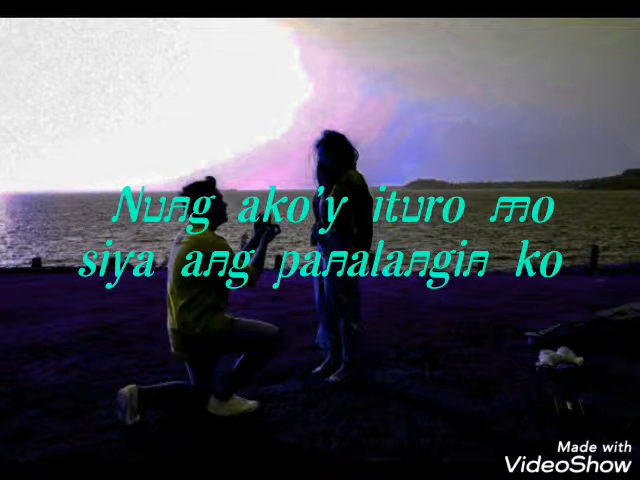 Nung ako'y ituro mo
siya ang panalangin ko
Made with
VideoShow